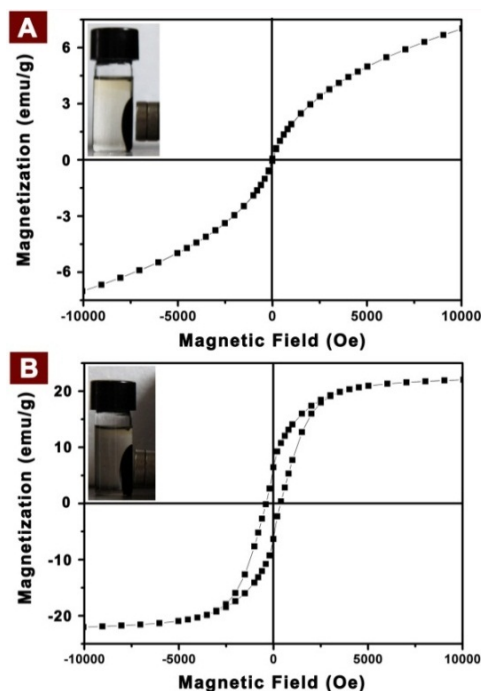 A
Magnetization (emu/g)
6
3
0
-3
-6
-10000 -5000 0 5000 10000
Magnetic Field (Oe)
B
Magnetization (emu/g)
20
10
0
-10
-20
-10000 -5000 0 5000 10000
Magnetic Field (Oe)